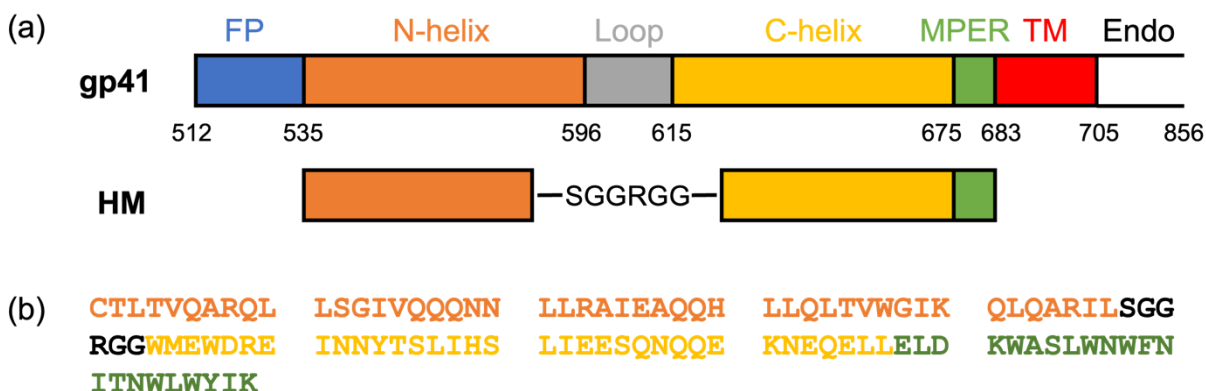 (a)
FP N-helix Loop C-helix MPER TM Endo
gp41
512 535 596 615 675 683 705 856
HM SGGRGG
(b) CTLTVQARQL LSGIVQQQNN LLRAIEAQQH LLQLTVWGIK QLQARILSGG
RGGWMEWDRE INNYTSLIHS LIEESQNQQE KNEQELLELD KWASLWNWFN
ITNWLWYIK